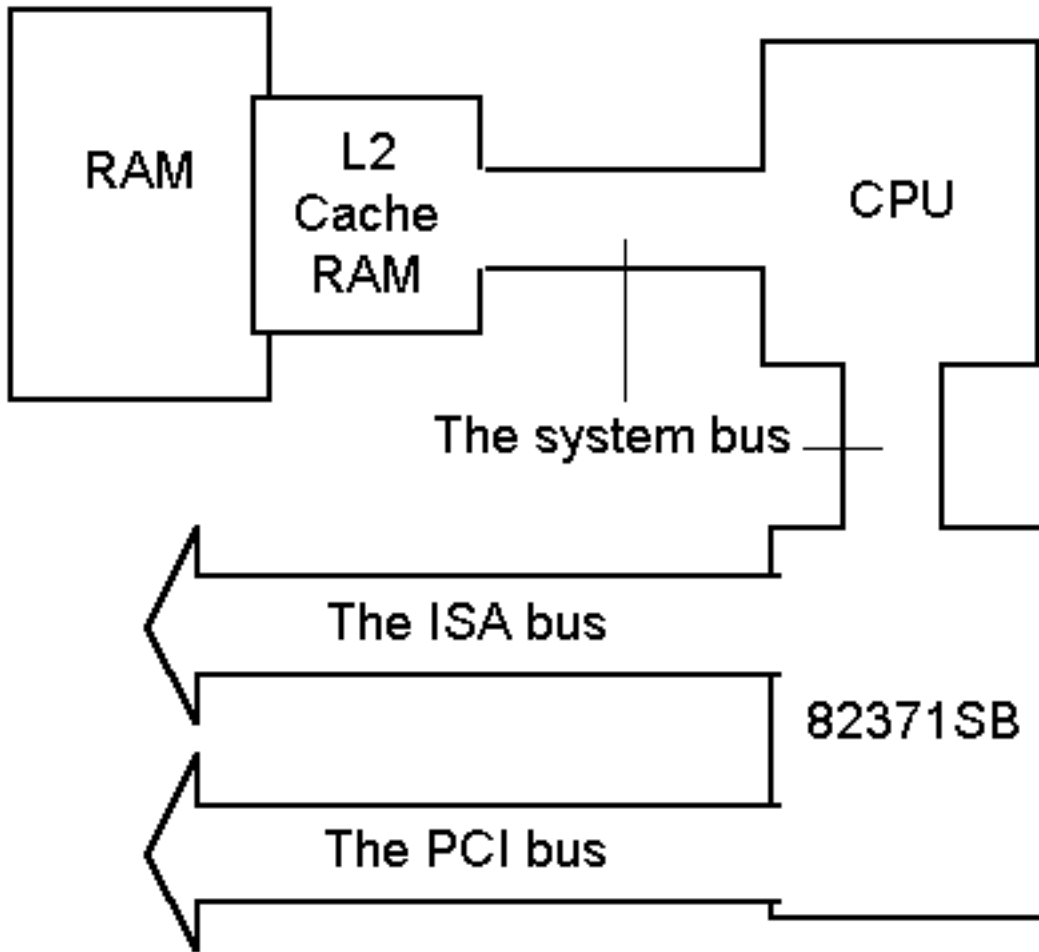 RAM
L2
Cache
RAM
CPU
The system bus
The ISA bus
82371SB
The PCI bus